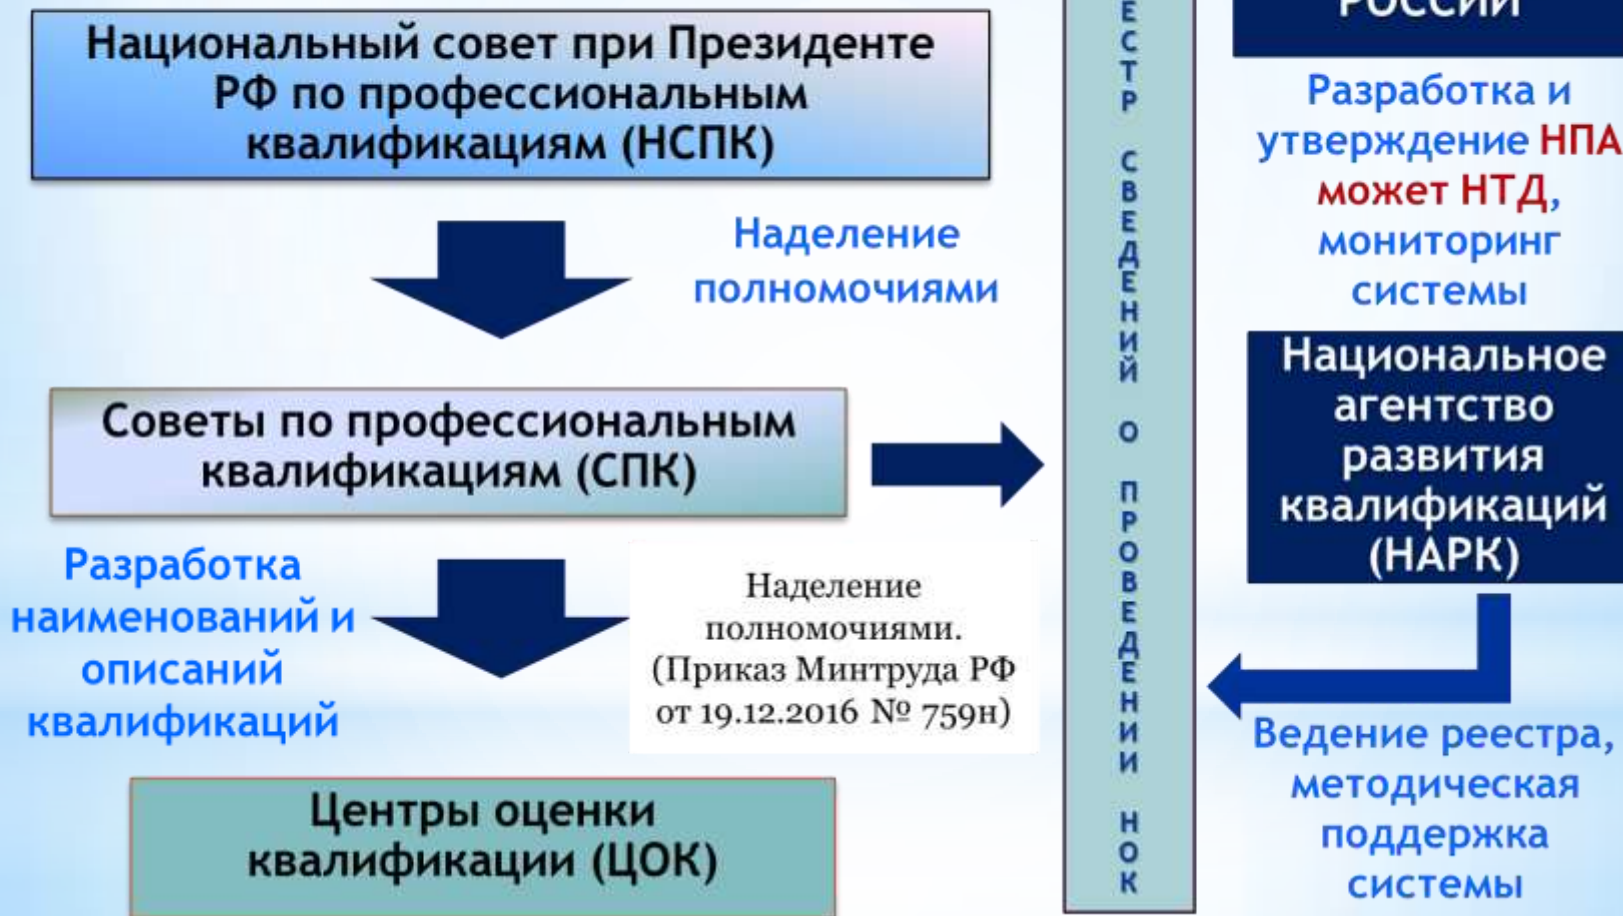 Национальный совет при Президенте
РФ по профессиональным
квалификациям (НСПК)
Наделение
полномочиями
Советы по профессиональным
квалификациям (СПК)
Разработка
наименований и
описаний
квалификаций
Наделение
полномочиями.
(Приказ Минтруда РФ
от 19.12.2016 № 759н)
Центры оценки
квалификации (ЦОК)
ЕСТР СВЕДЕНИЙ О ПРОВЕДЕНИИ НОК
РОССИИ
Разработка и
утверждение НПА
может НТД,
мониторинг
системы
Национальное
агентство
развития
квалификаций
(НАРК)
Ведение реестра,
методическая
поддержка
системы